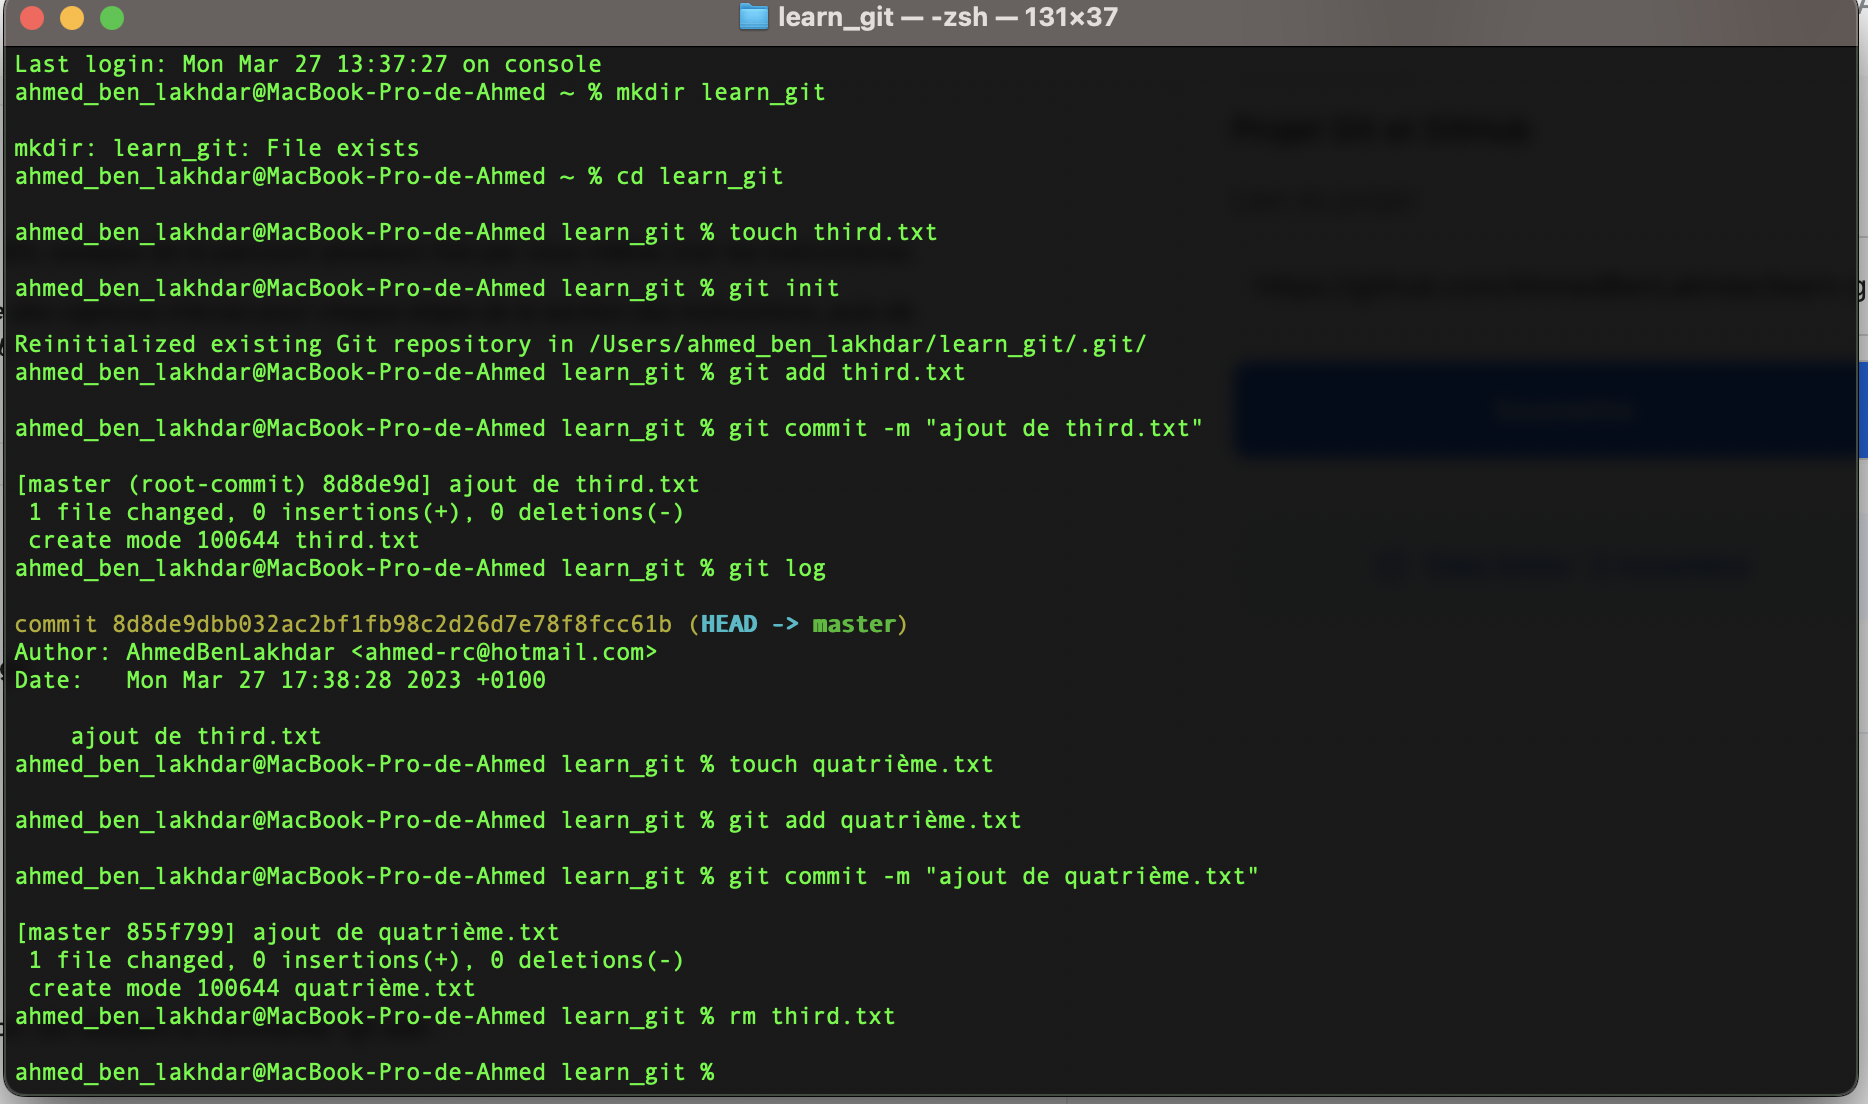 learn_git — -zsh — 131×37
Last login: Mon Mar 27 13:37:27 on console
ahmed_ben_lakhdar@MacBook-Pro-de-Ahmed ~ % mkdir learn_git
mkdir: learn_git: File exists
ahmed_ben_lakhdar@MacBook-Pro-de-Ahmed ~ % cd learn_git
ahmed_ben_lakhdar@MacBook-Pro-de-Ahmed learn_git % touch third.txt
ahmed_ben_lakhdar@MacBook-Pro-de-Ahmed learn_git % git init
Reinitialized existing Git repository in /Users/ahmed_ben_lakhdar/learn_git/.git/
ahmed_ben_lakhdar@MacBook-Pro-de-Ahmed learn_git % git add third.txt
ahmed_ben_lakhdar@MacBook-Pro-de-Ahmed learn_git % git commit -m "ajout de third.txt"
[master (root-commit) 8d8de9d] ajout de third.txt
 1 file changed, 0 insertions(+), 0 deletions(-)
 create mode 100644 third.txt
ahmed_ben_lakhdar@MacBook-Pro-de-Ahmed learn_git % git log
commit 8d8de9dbb032ac2bf1fb98c2d26d7e78f8fcc61b (HEAD -> master)
Author: AhmedBenLakhdar <ahmed-rc@hotmail.com>
Date:   Mon Mar 27 17:38:28 2023 +0100
    ajout de third.txt
ahmed_ben_lakhdar@MacBook-Pro-de-Ahmed learn_git % touch quatrième.txt
ahmed_ben_lakhdar@MacBook-Pro-de-Ahmed learn_git % git add quatrième.txt
ahmed_ben_lakhdar@MacBook-Pro-de-Ahmed learn_git % git commit -m "ajout de quatrième.txt"
[master 855f799] ajout de quatrième.txt
 1 file changed, 0 insertions(+), 0 deletions(-)
 create mode 100644 quatrième.txt
ahmed_ben_lakhdar@MacBook-Pro-de-Ahmed learn_git % rm third.txt
ahmed_ben_lakhdar@MacBook-Pro-de-Ahmed learn_git %